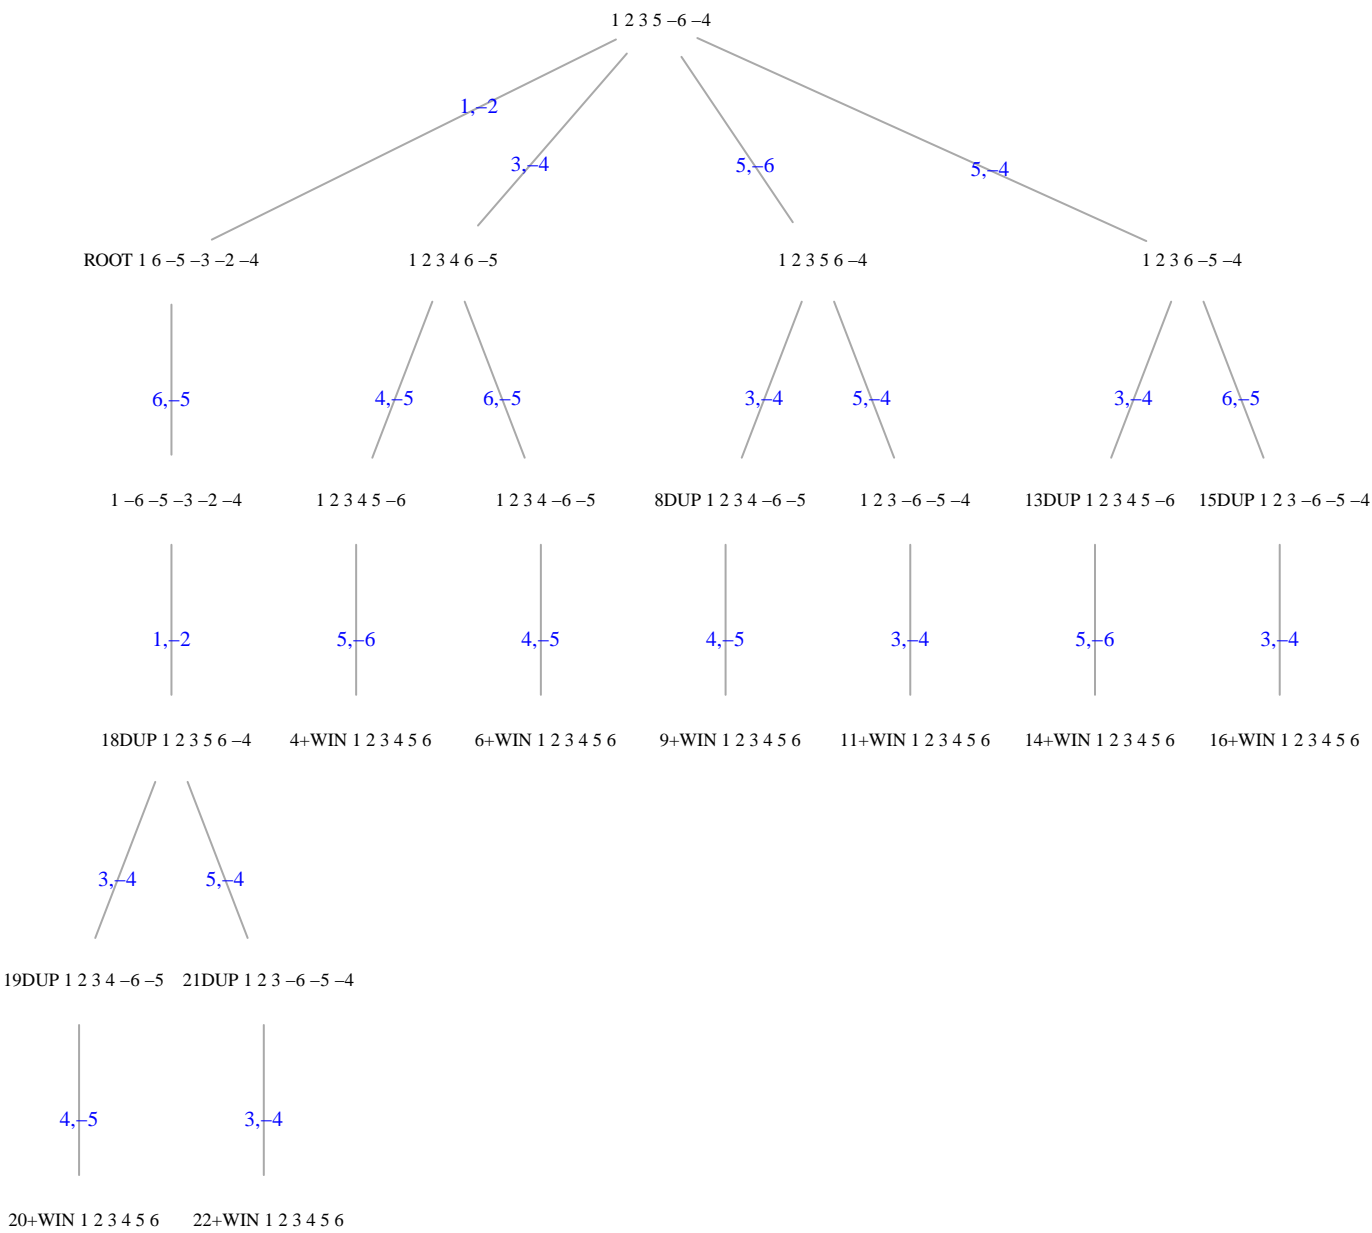 1 2 3 5 –6 –4
1,–2
3,–4
5,–6
5,–4
ROOT 1 6 –5 –3 –2 –4
1 2 3 4 6 –5
1 2 3 5 6 –4
1 2 3 6 –5 –4
6,–5
4,–5
6,–5
3,–4
5,–4
3,–4
6,–5
1 –6 –5 –3 –2 –4
1 2 3 4 5 –6
1 2 3 4 –6 –5
8DUP 1 2 3 4 –6 –5
1 2 3 –6 –5 –4
13DUP 1 2 3 4 5 –6
15DUP 1 2 3 –6 –5 –4
1,–2
5,–6
4,–5
4,–5
3,–4
5,–6
3,–4
18DUP 1 2 3 5 6 –4
4+WIN 1 2 3 4 5 6
6+WIN 1 2 3 4 5 6
9+WIN 1 2 3 4 5 6
11+WIN 1 2 3 4 5 6
14+WIN 1 2 3 4 5 6
16+WIN 1 2 3 4 5 6
3,–4
5,–4
19DUP 1 2 3 4 –6 –5
21DUP 1 2 3 –6 –5 –4
4,–5
3,–4
20+WIN 1 2 3 4 5 6
22+WIN 1 2 3 4 5 6